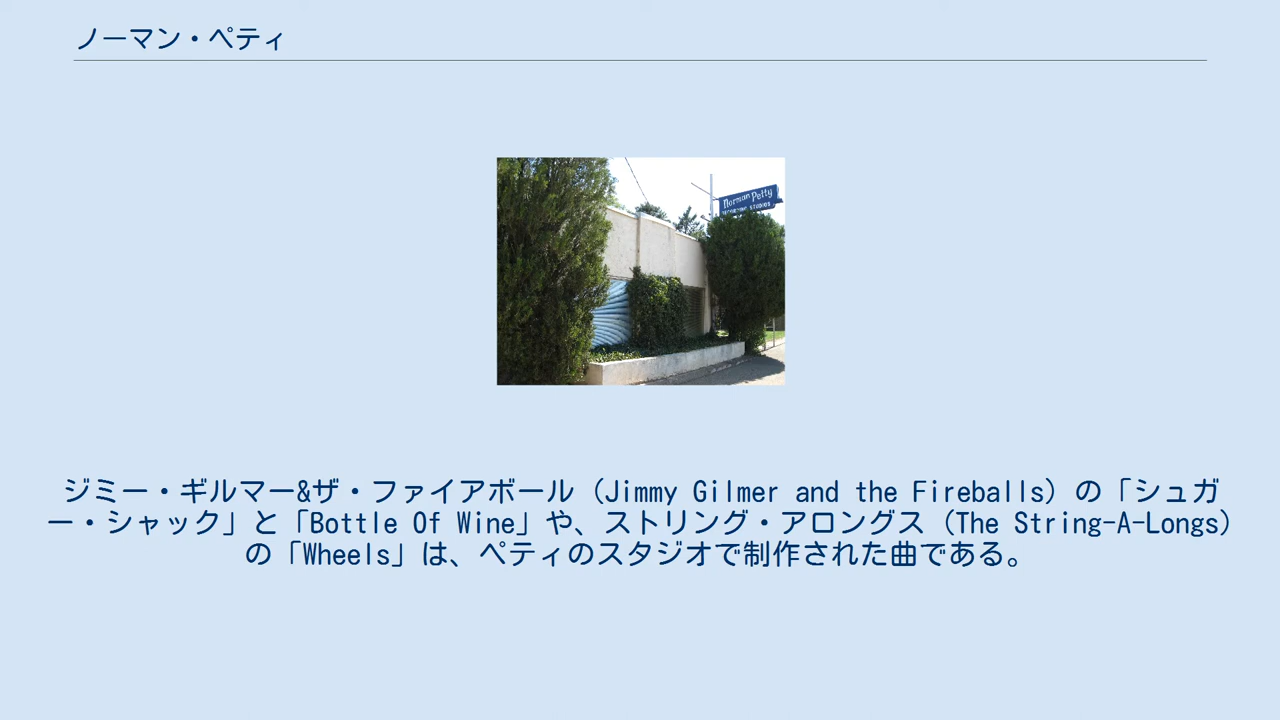 ノーマン・ペティ
Norman Petty
RECORDING STUDIOS
ジミー・ギルマー&ザ・ファイアボール（Jimmy Gilmer and the Fireballs）の「シュガ
ー・シャック」と「Bottle Of Wine」や、ストリング・アロングス（The String-A-Longs）
の「Wheels」は、ペティのスタジオで制作された曲である。